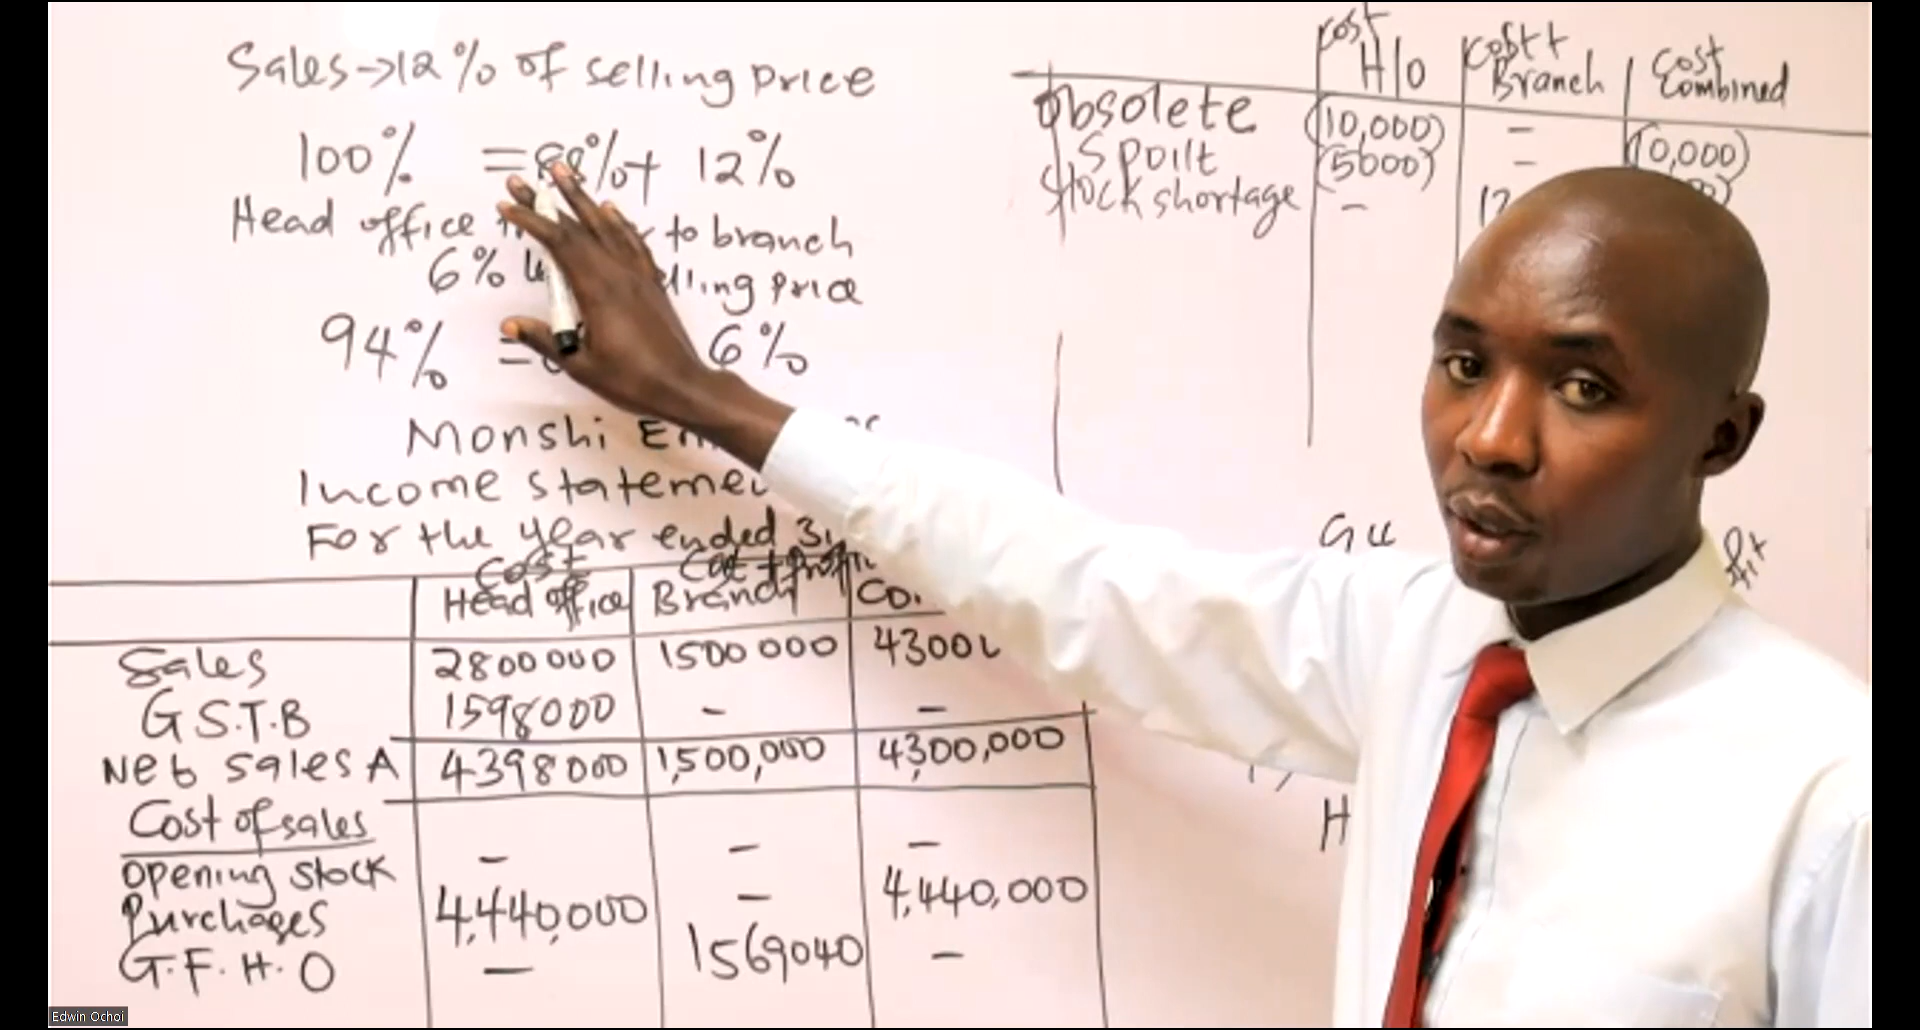 Sales → 12% of selling price
100% = 88% + 12%
Head office to branch
6% selling price
94% = 6%
Monshi
Income
For the year ended
Cost
Head office
Cost + profit
Branch
Co.
Sales 2800000 1500000 4300
G.S.T.B 1598000 - -
Net sales A 4398000 1,500,000 4,300,000
Cost of sales
Opening stock - - -
Purchases 4,440,000 - 4,440,000
G.F.H.O - 1569040 -
Cost H/O
Cost + Branch
Cost Combined
Obsolete (10,000) - (10,000)
Spoilt (5000) -
Stock shortage - 12
H
Edwin Ochoi